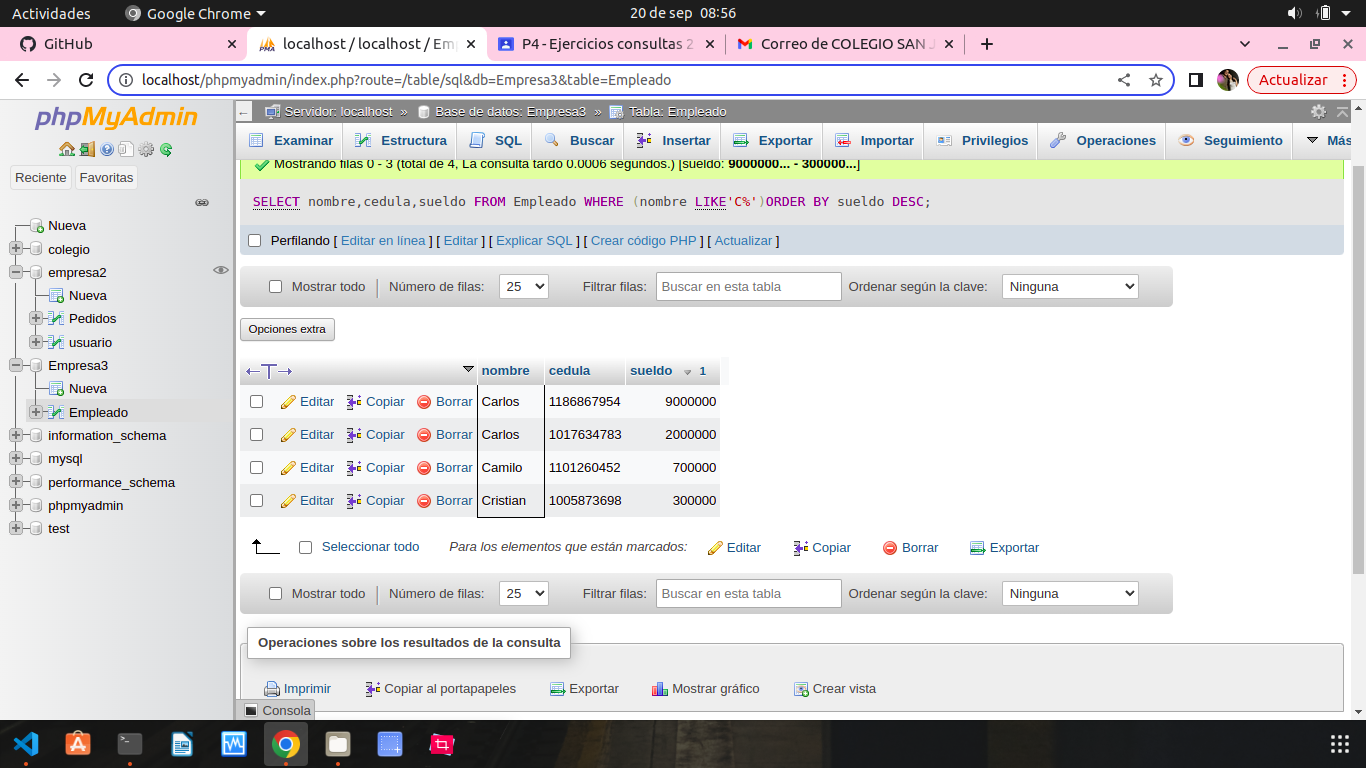 Actividades
Google Chrome
20 de sep 08:56
GitHub
localhost / localhost / Em
P4 - Ejercicios consultas 2
Correo de COLEGIO SAN J
localhost/phpmyadmin/index.php?route=/table/sql&db=Empresa3&table=Empleado
Actualizar
phpMyAdmin
Reciente
Favoritas
Nueva
colegio
empresa2
Nueva
Pedidos
usuario
Empresa3
Nueva
Empleado
information_schema
mysql
performance_schema
phpmyadmin
test
Servidor: localhost » Base de datos: Empresa3 » Tabla: Empleado
Examinar Estructura SQL Buscar Insertar Exportar Importar Privilegios Operaciones Seguimiento Más
Mostrando filas 0 - 3 (total de 4, La consulta tardó 0.0006 segundos.) [sueldo: 9000000... - 300000...]
SELECT nombre,cedula,sueldo FROM Empleado WHERE (nombre LIKE'C%')ORDER BY sueldo DESC;
Perfilando [ Editar en línea ] [ Editar ] [ Explicar SQL ] [ Crear código PHP ] [ Actualizar ]
Mostrar todo Número de filas: 25 Filtrar filas: Buscar en esta tabla Ordenar según la clave: Ninguna
Opciones extra
nombre cedula sueldo 1
Editar Copiar Borrar Carlos 1186867954 9000000
Editar Copiar Borrar Carlos 1017634783 2000000
Editar Copiar Borrar Camilo 1101260452 700000
Editar Copiar Borrar Cristian 1005873698 300000
Seleccionar todo Para los elementos que están marcados: Editar Copiar Borrar Exportar
Mostrar todo Número de filas: 25 Filtrar filas: Buscar en esta tabla Ordenar según la clave: Ninguna
Operaciones sobre los resultados de la consulta
Imprimir Copiar al portapapeles Exportar Mostrar gráfico Crear vista
Consola